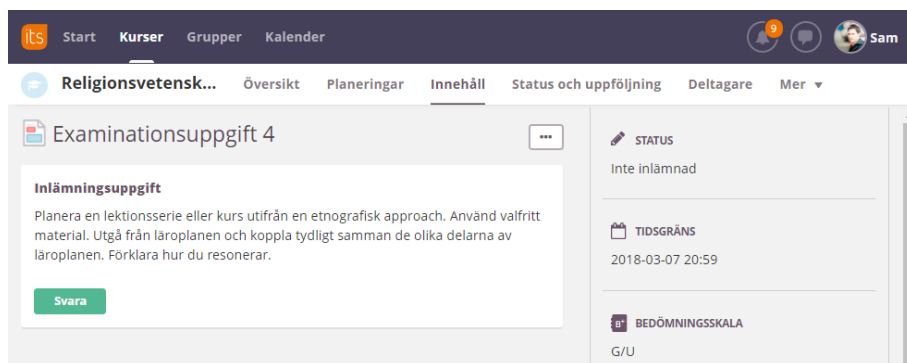 its Start Kurser Grupper Kalender 9 Sam
Religionsvetensk... Översikt Planeringar Innehåll Status och uppföljning Deltagare Mer
Examinationsuppgift 4
Inlämningsuppgift
Planera en lektionsserie eller kurs utifrån en etnografisk approach. Använd valfritt
material. Utgå från läroplanen och koppla tydligt samman de olika delarna av
läroplanen. Förklara hur du resonerar.
Svara
STATUS
Inte inlämnad
TIDSGRÄNS
2018-03-07 20:59
B+ BEDÖMNINGSSKALA
G/U